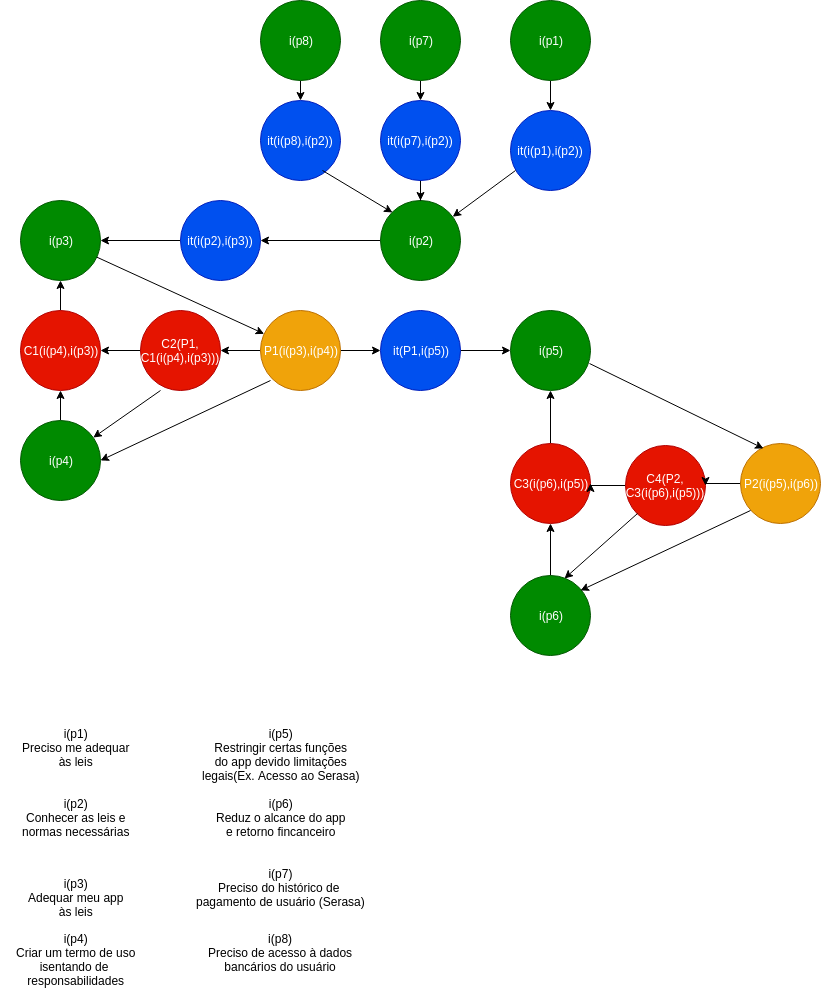 i(p8)
i(p7)
i(p1)
it(i(p8),i(p2))
it(i(p7),i(p2))
it(i(p1),i(p2))
i(p3)
it(i(p2),i(p3))
i(p2)
C1(i(p4),i(p3))
C2(P1,
C1(i(p4),i(p3)))
P1(i(p3),i(p4))
it(P1,i(p5))
i(p5)
i(p4)
C3(i(p6),i(p5))
C4(P2,
C3(i(p6),i(p5)))
P2(i(p5),i(p6))
i(p6)
i(p1)
Preciso me adequar
às leis
i(p5)
Restringir certas funções
do app devido limitações
legais(Ex. Acesso ao Serasa)
i(p2)
Conhecer as leis e
normas necessárias
i(p6)
Reduz o alcance do app
e retorno fincanceiro
i(p3)
Adequar meu app
às leis
i(p7)
Preciso do histórico de
pagamento de usuário (Serasa)
i(p4)
Criar um termo de uso
isentando de
responsabilidades
i(p8)
Preciso de acesso à dados
bancários do usuário